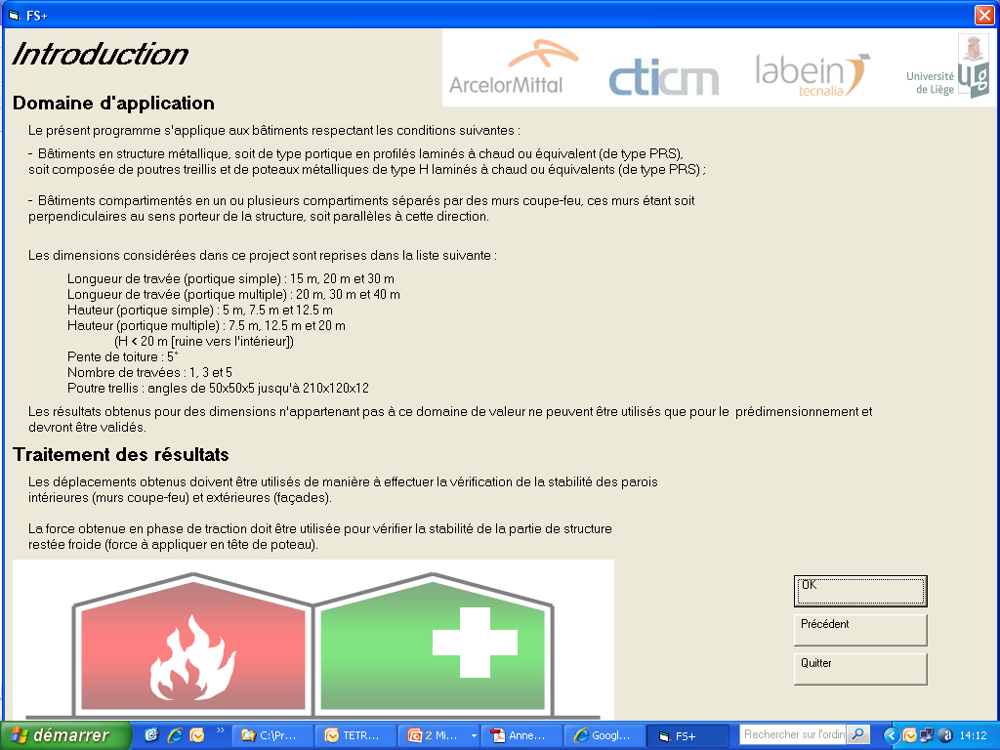 FS+
Introduction
ArcelorMittal
cticm
labein
tecnalia
Université
de Liège
ug
Domaine d'application
Le présent programme s'applique aux bâtiments respectant les conditions suivantes :
- Bâtiments en structure métallique, soit de type portique en profilés laminés à chaud ou équivalent (de type PRS),
soit composée de poutres treillis et de poteaux métalliques de type H laminés à chaud ou équivalents (de type PRS) ;
- Bâtiments compartimentés en un ou plusieurs compartiments séparés par des murs coupe-feu, ces murs étant soit
perpendiculaires au sens porteur de la structure, soit parallèles à cette direction.
Les dimensions considérées dans ce project sont reprises dans la liste suivante :
Longueur de travée (portique simple) : 15 m, 20 m et 30 m
Longueur de travée (portique multiple) : 20 m, 30 m et 40 m
Hauteur (portique simple) : 5 m, 7.5 m et 12.5 m
Hauteur (portique multiple) : 7.5 m, 12.5 m et 20 m
(H < 20 m [ruine vers l'intérieur])
Pente de toiture : 5°
Nombre de travées : 1, 3 et 5
Poutre trellis : angles de 50x50x5 jusqu'à 210x120x12
Les résultats obtenus pour des dimensions n'appartenant pas à ce domaine de valeur ne peuvent être utilisés que pour le prédimensionnement et
devront être validés.
Traitement des résultats
Les déplacements obtenus doivent être utilisés de manière à effectuer la vérification de la stabilité des parois
intérieures (murs coupe-feu) et extérieures (façades).
La force obtenue en phase de traction doit être utilisée pour vérifier la stabilité de la partie de structure
restée froide (force à appliquer en tête de poteau).
OK
Précédent
Quitter
démarrer
C:\Pr...
TETR...
2 Mi...
Anne...
Googl...
FS+
Rechercher sur l'ordin
14:12